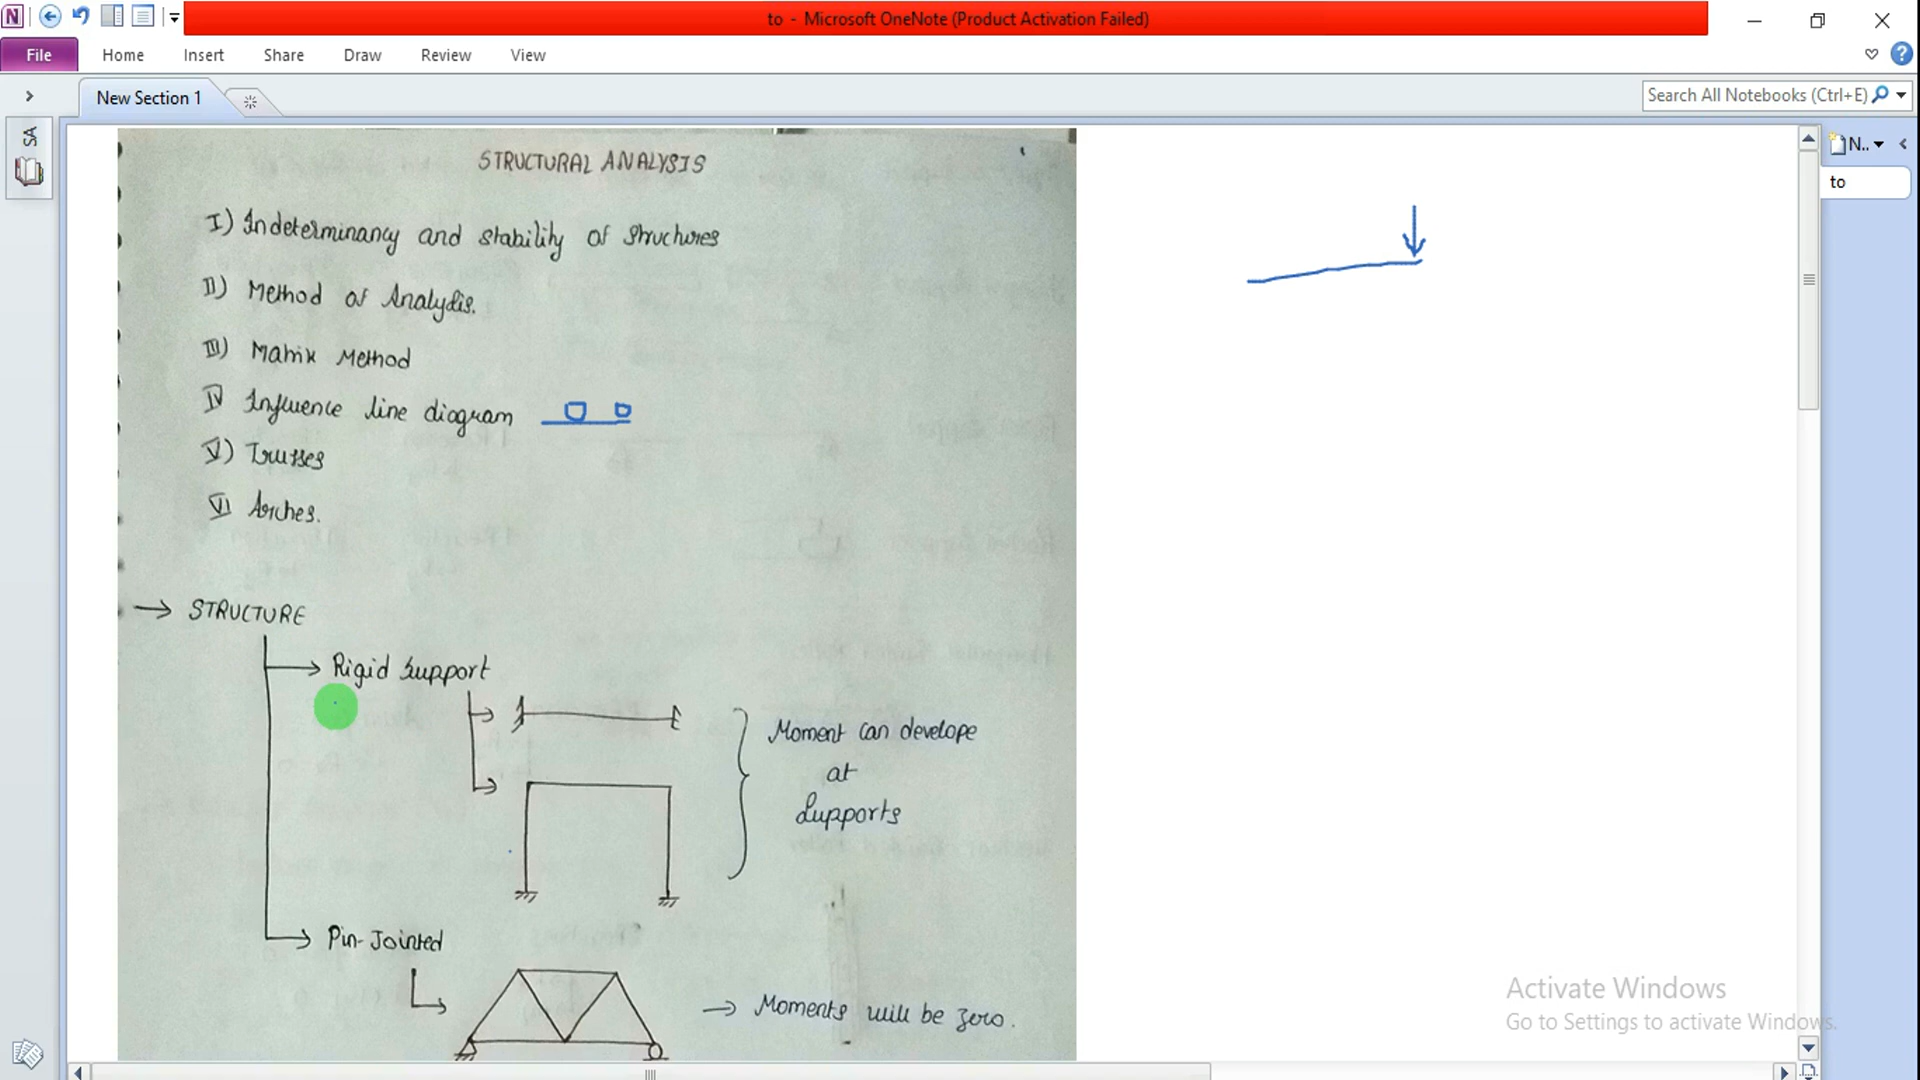 to - Microsoft OneNote (Product Activation Failed)
File Home Insert Share Draw Review View
New Section 1
Search All Notebooks (Ctrl+E)
SA
N..
to
STRUCTURAL ANALYSIS
I) Indeterminancy and stability of structures
II) Method of Analysis.
III) Matrix Method
IV Influence line diagram
V) Trusses
VI Arches.
→ STRUCTURE
Rigid support
Moment can develope
at
Supports
Pin-Jointed
→ Moments will be zero.
Activate Windows
Go to Settings to activate Windows.